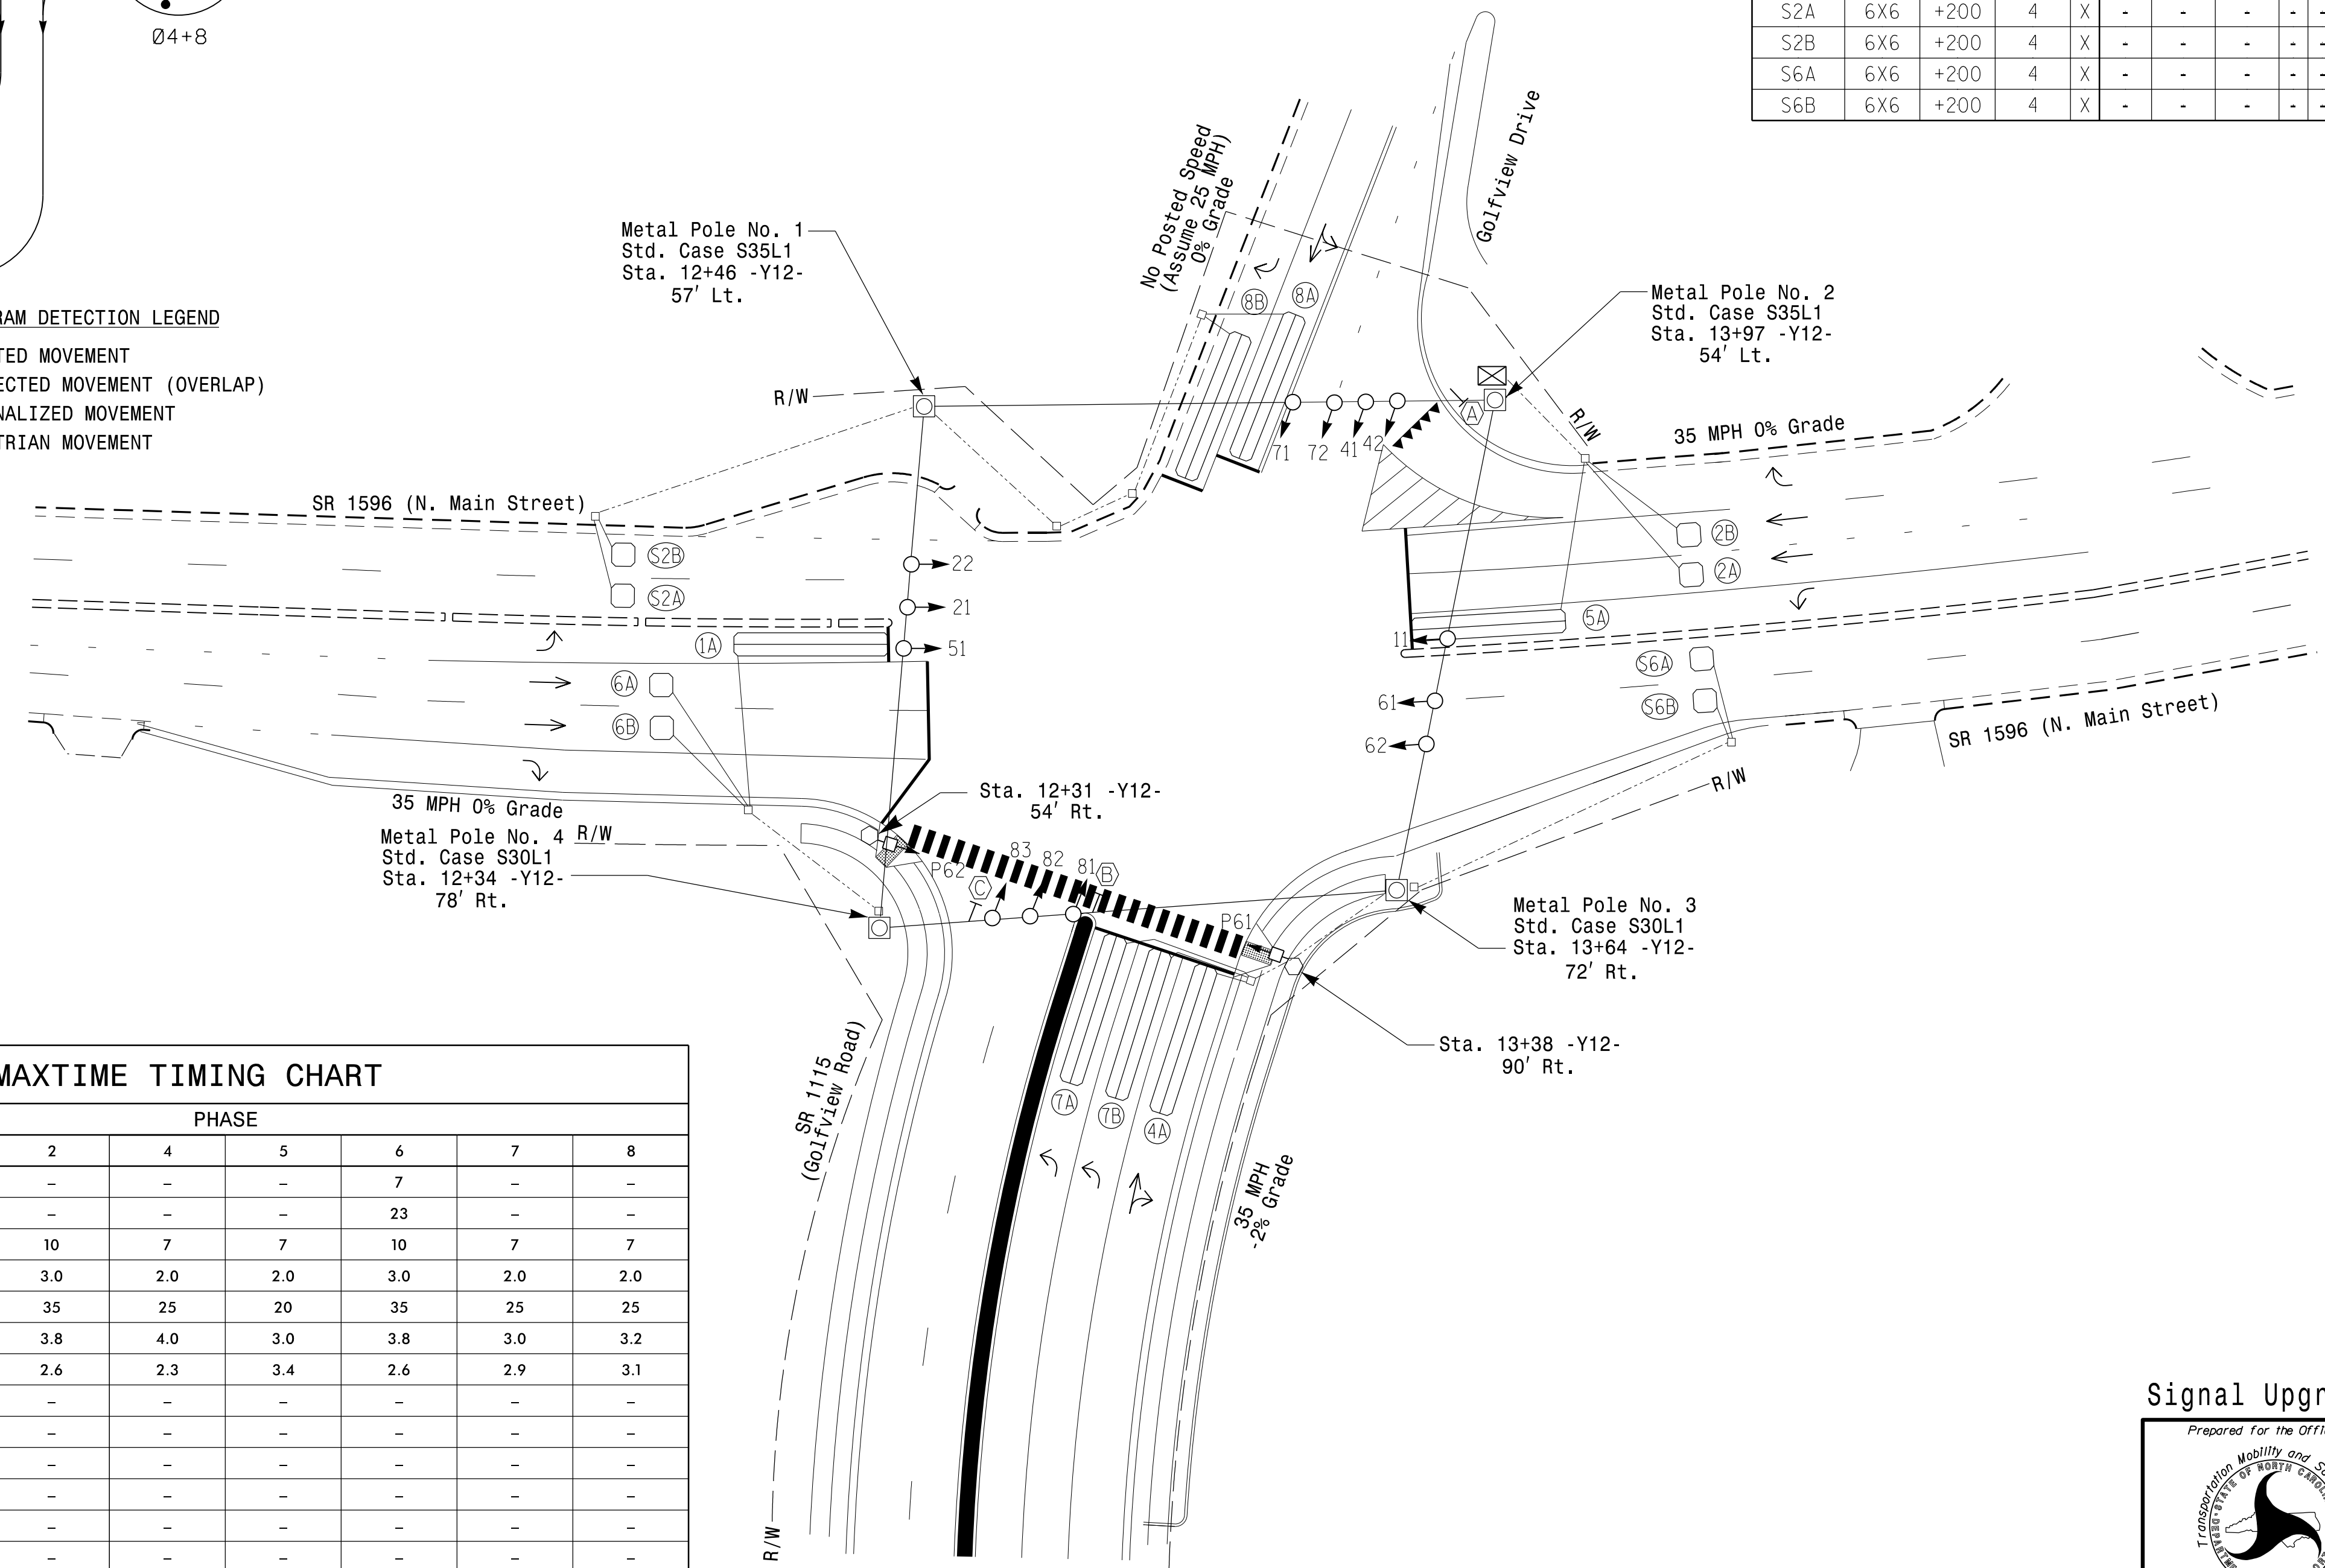 Ø4+8
S2A 6X6 +200 4 X - - - - -
S2B 6X6 +200 4 X - - - - -
S6A 6X6 +200 4 X - - - - -
S6B 6X6 +200 4 X - - - - -
RAM DETECTION LEGEND
TED MOVEMENT
ECTED MOVEMENT (OVERLAP)
NALIZED MOVEMENT
TRIAN MOVEMENT
Metal Pole No. 1
Std. Case S35L1
Sta. 12+46 -Y12-
57' Lt.
No Posted Speed
(Assume 25 MPH)
0% Grade
Golfview Drive
8B
8A
Metal Pole No. 2
Std. Case S35L1
Sta. 13+97 -Y12-
54' Lt.
R/W
A
R/W
71
72
41
42
35 MPH 0% Grade
SR 1596 (N. Main Street)
S2B
S2A
22
21
51
1A
2B
2A
5A
11
6A
6B
61
62
S6A
S6B
SR 1596 (N. Main Street)
R/W
35 MPH 0% Grade
Sta. 12+31 -Y12-
54' Rt.
Metal Pole No. 4
Std. Case S30L1
Sta. 12+34 -Y12-
78' Rt.
R/W
P62
C
83
82
81
B
P61
Metal Pole No. 3
Std. Case S30L1
Sta. 13+64 -Y12-
72' Rt.
Sta. 13+38 -Y12-
90' Rt.
SR 1115
(Golfview Road)
7A
7B
4A
35 MPH
-2% Grade
R/W
MAXTIME TIMING CHART
PHASE
2 4 5 6 7 8
– – – 7 – –
– – – 23 – –
10 7 7 10 7 7
3.0 2.0 2.0 3.0 2.0 2.0
35 25 20 35 25 25
3.8 4.0 3.0 3.8 3.0 3.2
2.6 2.3 3.4 2.6 2.9 3.1
– – – – – –
– – – – – –
– – – – – –
– – – – – –
– – – – – –
– – – – – –
Signal Upgr
Prepared for the Offi
Transportation Mobility and Sa
STATE OF NORTH CAROLIN